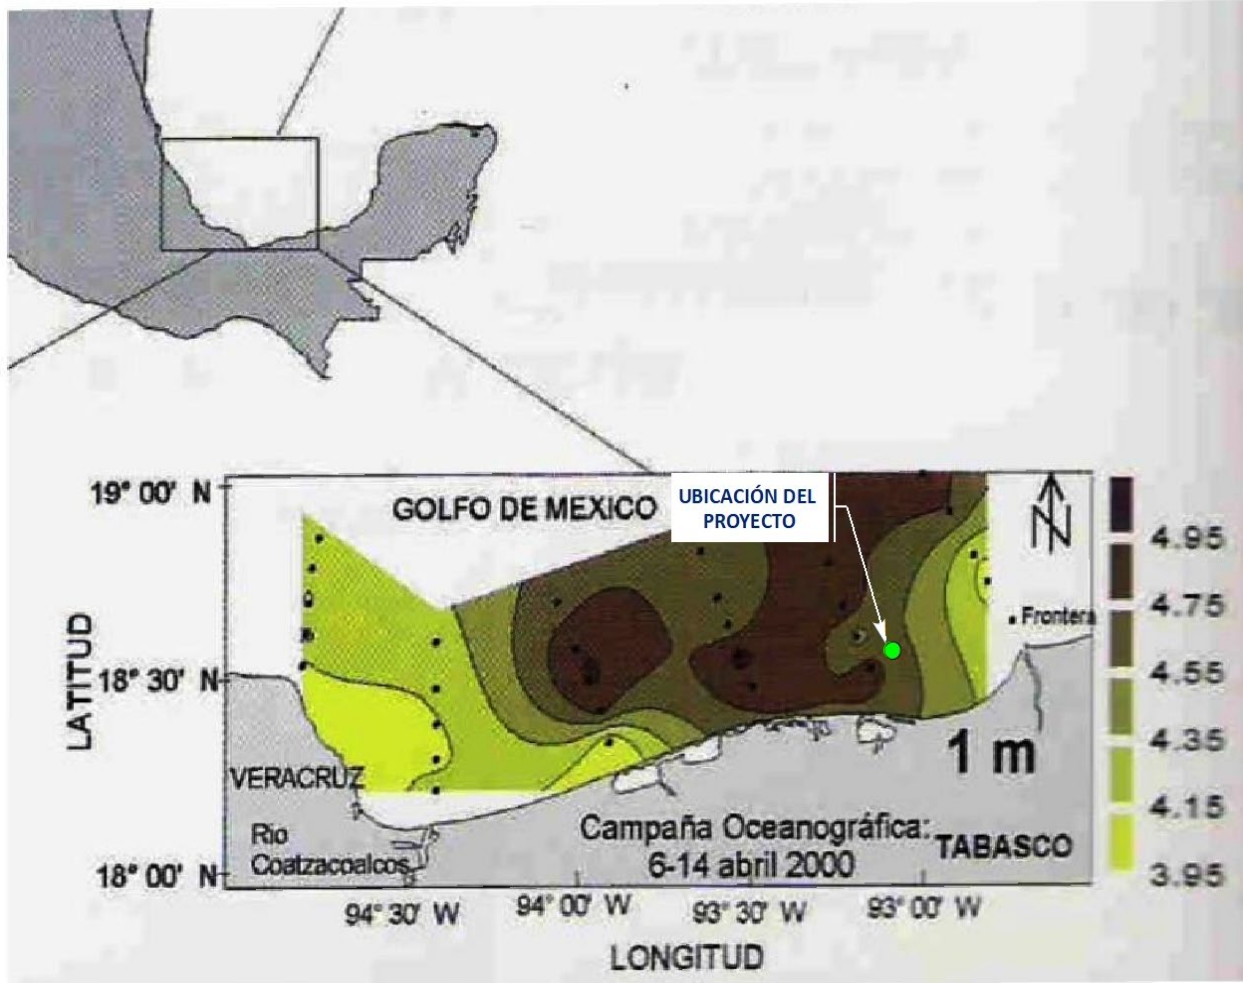 19° 00' N
GOLFO DE MEXICO
UBICACIÓN DEL
PROYECTO
N
4.95
4.75
Frontera
LATITUD
18° 30' N
4.55
4.35
1 m
VERACRUZ
4.15
Rio
Coatzacoalcos
Campaña Oceanográfica:
6-14 abril 2000
TABASCO
18° 00' N
3.95
94° 30' W
94° 00' W
93° 30' W
93° 00' W
LONGITUD